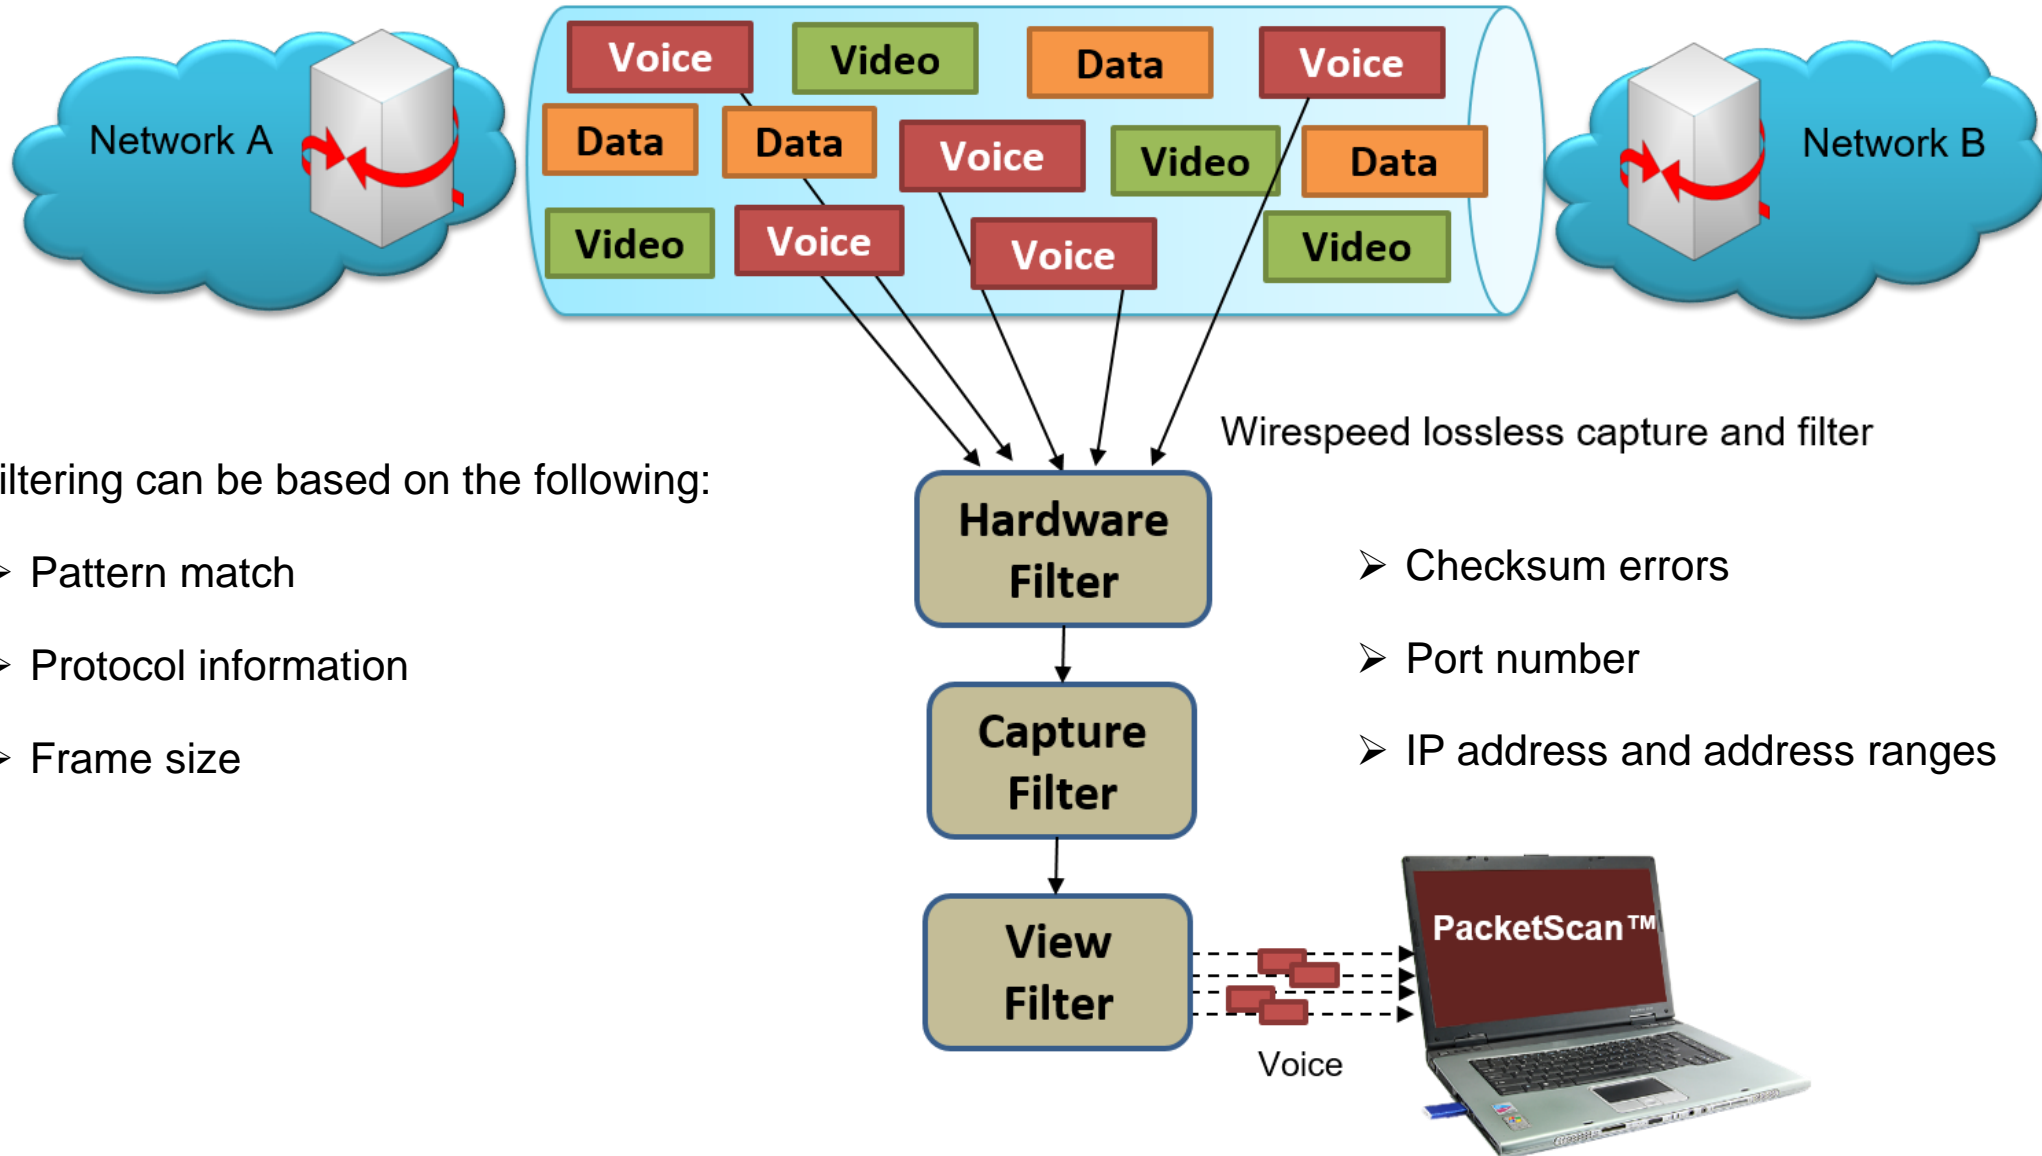 Network A
Voice
Video
Data
Voice
Data
Data
Voice
Video
Data
Video
Voice
Voice
Video
Network B
Wirespeed lossless capture and filter
iltering can be based on the following:
➢ Pattern match
➢ Protocol information
➢ Frame size
Hardware
Filter
➢ Checksum errors
➢ Port number
➢ IP address and address ranges
Capture
Filter
View
Filter
Voice
PacketScan™